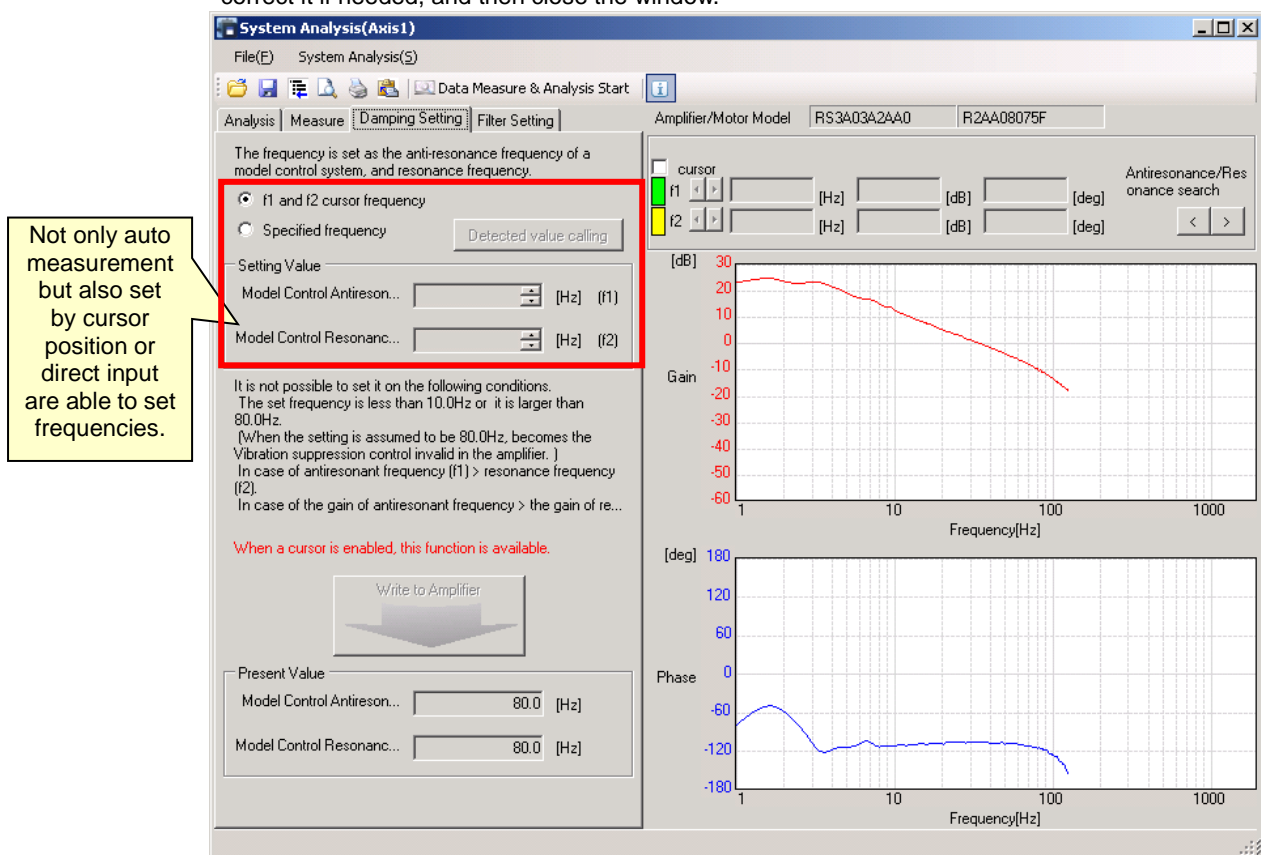 correct it if needed, and then close the window.
System Analysis(Axis1)
File(F) System Analysis(S)
Data Measure & Analysis Start
Analysis Measure Damping Setting Filter Setting
Amplifier/Motor Model RS3A03A2AA0 R2AA08075F
The frequency is set as the anti-resonance frequency of a
model control system, and resonance frequency.
f1 and f2 cursor frequency
Specified frequency Detected value calling
Setting Value
Model Control Antireson... [Hz] (f1)
Model Control Resonanc... [Hz] (f2)
Not only auto
measurement
but also set
by cursor
position or
direct input
are able to set
frequencies.
It is not possible to set it on the following conditions.
The set frequency is less than 10.0Hz or it is larger than
80.0Hz.
(When the setting is assumed to be 80.0Hz, becomes the
Vibration suppression control invalid in the amplifier. )
In case of antiresonant frequency (f1) > resonance frequency
(f2).
In case of the gain of antiresonant frequency > the gain of re...
When a cursor is enabled, this function is available.
Write to Amplifier
Present Value
Model Control Antireson... 80.0 [Hz]
Model Control Resonanc... 80.0 [Hz]
cursor
f1 [Hz] [dB] [deg]
f2 [Hz] [dB] [deg]
Antiresonance/Res
onance search
< >
[dB] 30
20
10
0
-10
Gain
-20
-30
-40
-50
-60
1 10 100 1000
Frequency[Hz]
[deg] 180
120
60
0
Phase
-60
-120
-180
1 10 100 1000
Frequency[Hz]